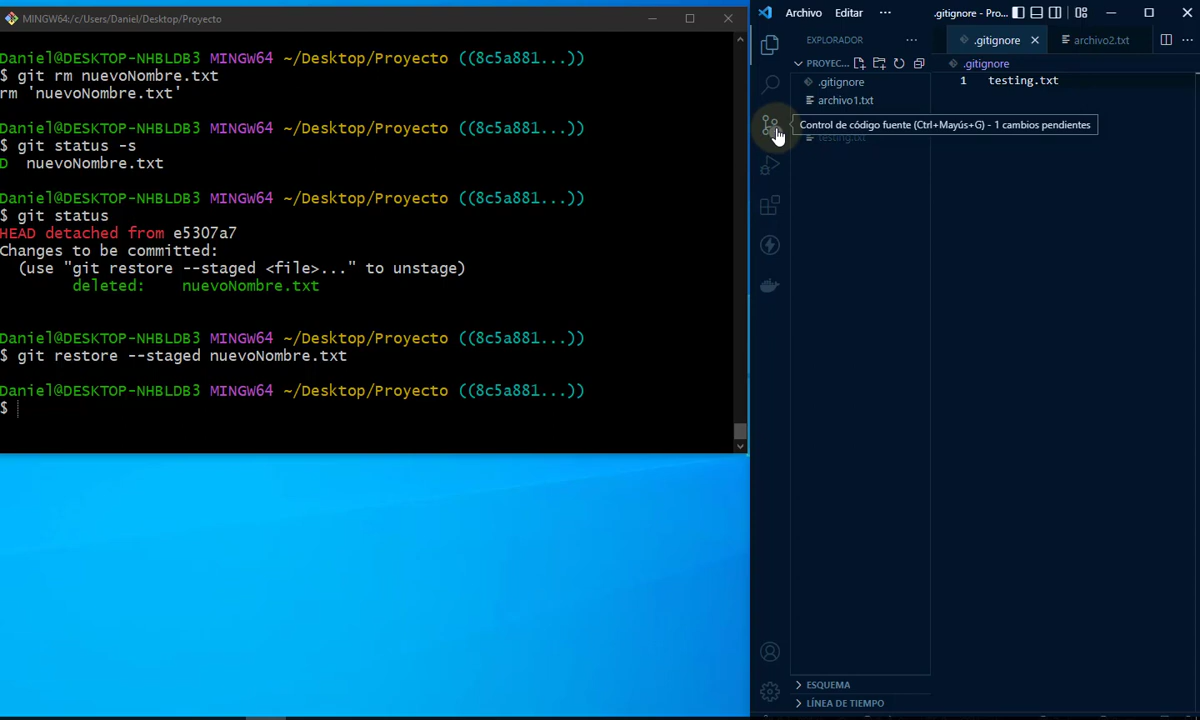 MINGW64:/c/Users/Daniel/Desktop/Proyecto
Daniel@DESKTOP-NHBLDB3 MINGW64 ~/Desktop/Proyecto ((8c5a881...))
$ git rm nuevoNombre.txt
rm 'nuevoNombre.txt'
Daniel@DESKTOP-NHBLDB3 MINGW64 ~/Desktop/Proyecto ((8c5a881...))
$ git status -s
D  nuevoNombre.txt
Daniel@DESKTOP-NHBLDB3 MINGW64 ~/Desktop/Proyecto ((8c5a881...))
$ git status
HEAD detached from e5307a7
Changes to be committed:
  (use "git restore --staged <file>..." to unstage)
        deleted:    nuevoNombre.txt
Daniel@DESKTOP-NHBLDB3 MINGW64 ~/Desktop/Proyecto ((8c5a881...))
$ git restore --staged nuevoNombre.txt
Daniel@DESKTOP-NHBLDB3 MINGW64 ~/Desktop/Proyecto ((8c5a881...))
$
Archivo Editar ··· .gitignore - Pro...
EXPLORADOR ···
.gitignore archivo2.txt ···
PROYEC...
.gitignore
archivo1.txt
testing.txt
.gitignore
1 testing.txt
Control de código fuente (Ctrl+Mayús+G) - 1 cambios pendientes
ESQUEMA
LÍNEA DE TIEMPO